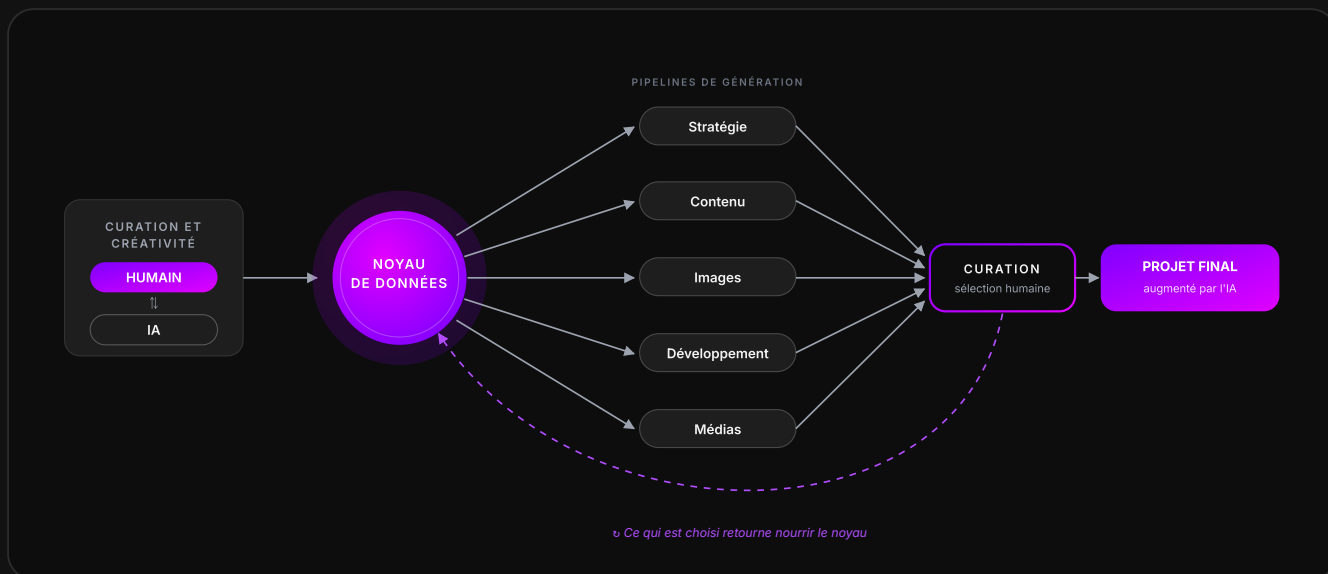 PIPELINES DE GÉNÉRATION
CURATION ET
CRÉATIVITÉ
HUMAIN
⇅
IA
NOYAU
DE DONNÉES
Stratégie
Contenu
Images
Développement
Médias
CURATION
sélection humaine
PROJET FINAL
augmenté par l'IA
↻ Ce qui est choisi retourne nourrir le noyau